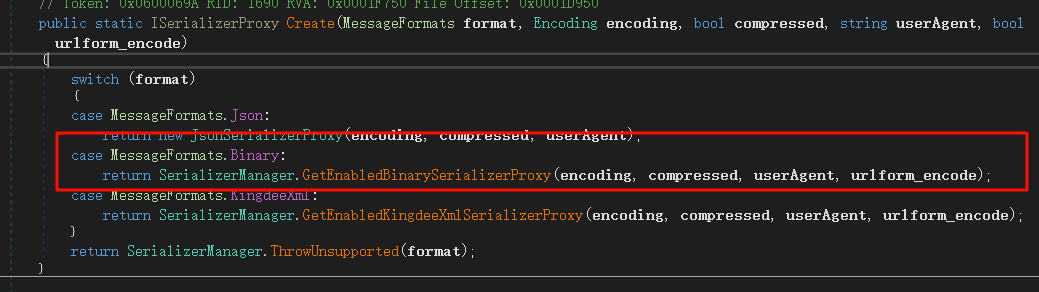 // Token: 0x0600069A RID: 1690 RVA: 0x0001F750 File Offset: 0x0001D950
public static ISerializerProxy Create(MessageFormats format, Encoding encoding, bool compressed, string userAgent, bool
urlform_encode)
{
switch (format)
{
case MessageFormats.Json:
return new JsonSerializerProxy(encoding, compressed, userAgent);
case MessageFormats.Binary:
return SerializerManager.GetEnabledBinarySerializerProxy(encoding, compressed, userAgent, urlform_encode);
case MessageFormats.KingdeeXml:
return SerializerManager.GetEnabledKingdeeXmlSerializerProxy(encoding, compressed, userAgent, urlform_encode);
}
return SerializerManager.ThrowUnsupported(format);
}